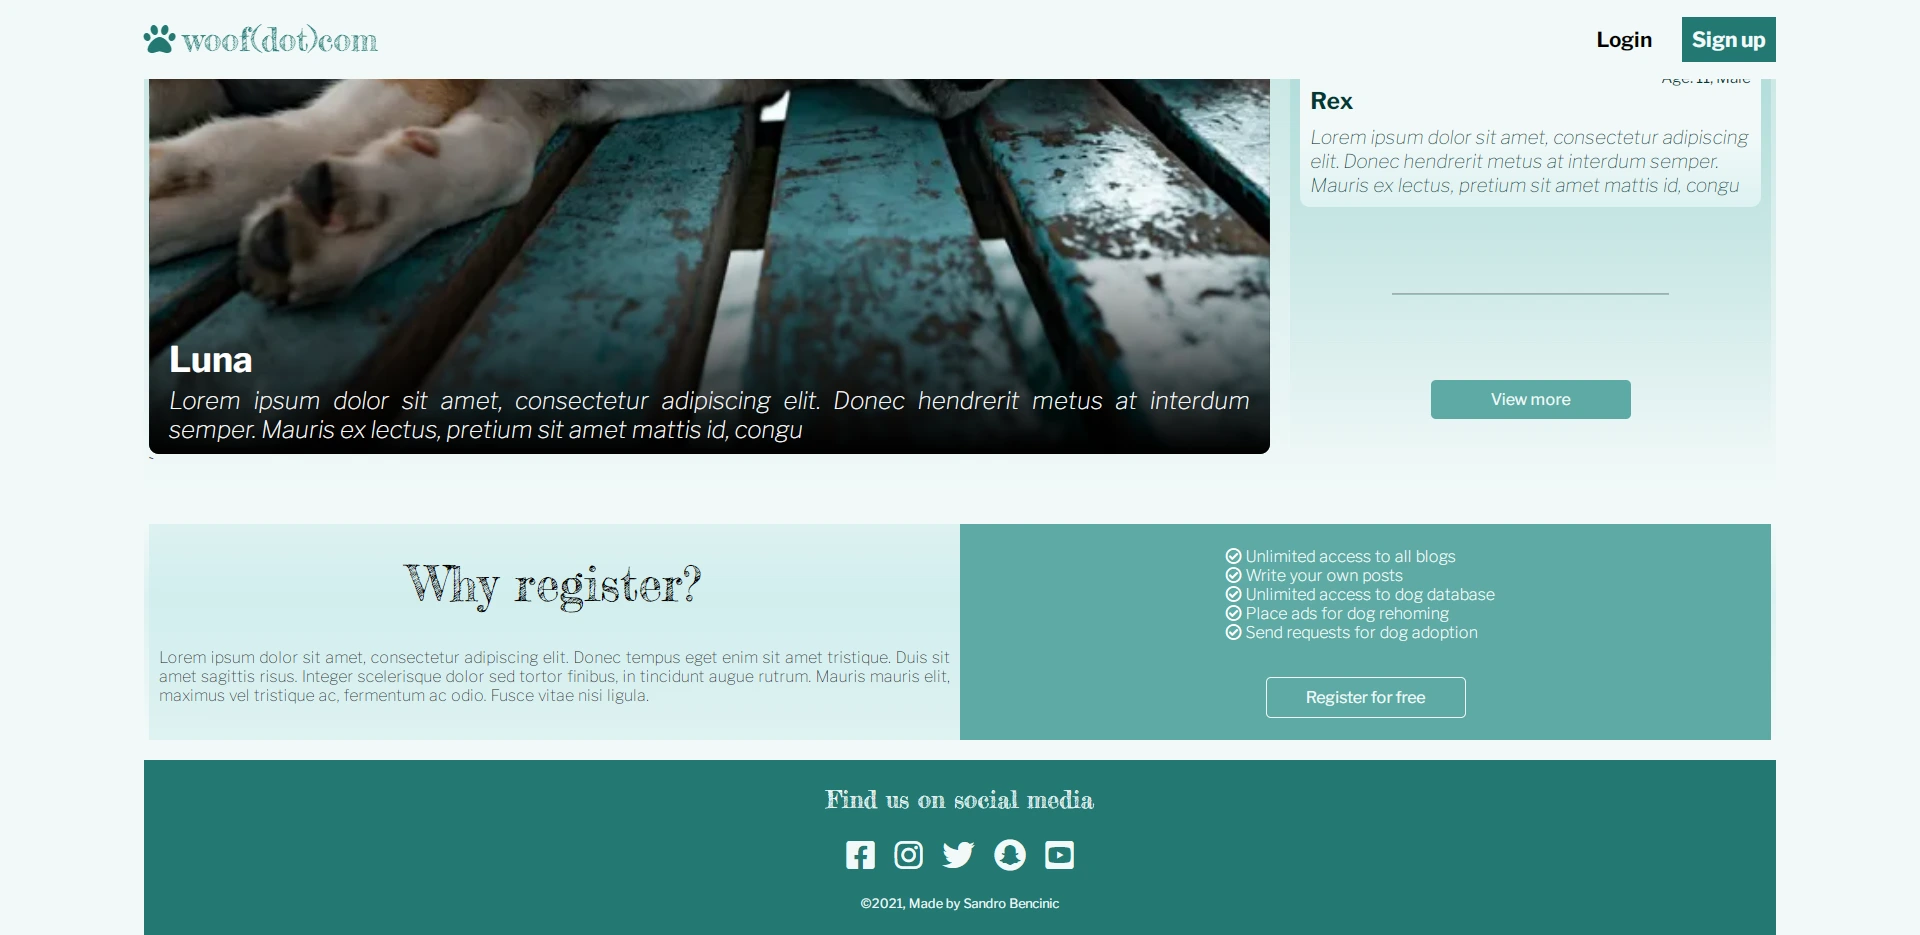 woof(dot)com
Login
Sign up
Age: 11, Male
Rex
Lorem ipsum dolor sit amet, consectetur adipiscing
elit. Donec hendrerit metus at interdum semper.
Mauris ex lectus, pretium sit amet mattis id, congu
View more
Luna
Lorem ipsum dolor sit amet, consectetur adipiscing elit. Donec hendrerit metus at interdum
semper. Mauris ex lectus, pretium sit amet mattis id, congu
Why register?
Lorem ipsum dolor sit amet, consectetur adipiscing elit. Donec tempus eget enim sit amet tristique. Duis sit
amet sagittis risus. Integer scelerisque dolor sed tortor finibus, in tincidunt augue rutrum. Mauris mauris elit,
maximus vel tristique ac, fermentum ac odio. Fusce vitae nisi ligula.
Unlimited access to all blogs
Write your own posts
Unlimited access to dog database
Place ads for dog rehoming
Send requests for dog adoption
Register for free
Find us on social media
©2021, Made by Sandro Bencinic